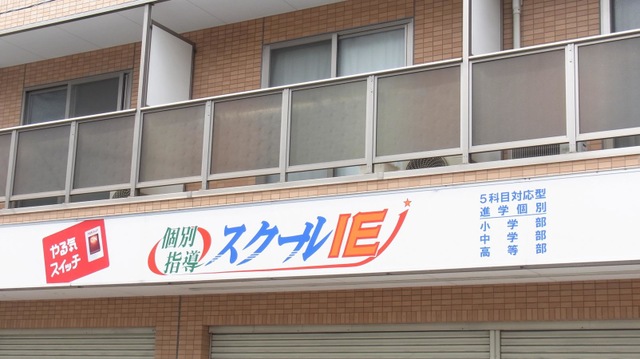 やる気
スイッチ
個別
指導
スクールIE
5科目対応型
進学個別
小学部
中学部
高等部